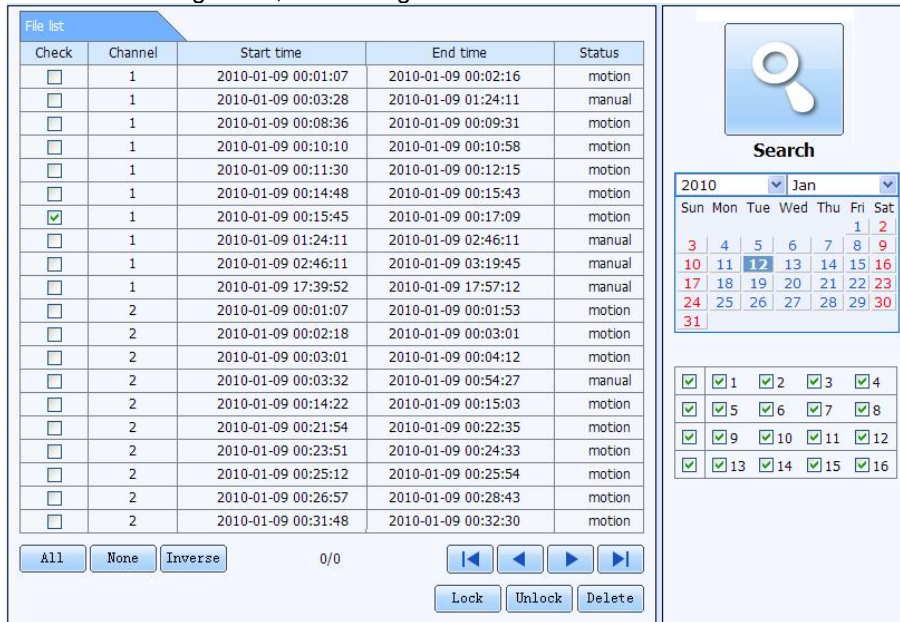 File list
Check Channel Start time End time Status
1 2010-01-09 00:01:07 2010-01-09 00:02:16 motion
1 2010-01-09 00:03:28 2010-01-09 01:24:11 manual
1 2010-01-09 00:08:36 2010-01-09 00:09:31 motion
1 2010-01-09 00:10:10 2010-01-09 00:10:58 motion
1 2010-01-09 00:11:30 2010-01-09 00:12:15 motion
1 2010-01-09 00:14:48 2010-01-09 00:15:43 motion
1 2010-01-09 00:15:45 2010-01-09 00:17:09 motion
1 2010-01-09 01:24:11 2010-01-09 02:46:11 manual
1 2010-01-09 02:46:11 2010-01-09 03:19:45 manual
1 2010-01-09 17:39:52 2010-01-09 17:57:12 manual
2 2010-01-09 00:01:07 2010-01-09 00:01:53 motion
2 2010-01-09 00:02:18 2010-01-09 00:03:01 motion
2 2010-01-09 00:03:01 2010-01-09 00:04:12 motion
2 2010-01-09 00:03:32 2010-01-09 00:54:27 manual
2 2010-01-09 00:14:22 2010-01-09 00:15:03 motion
2 2010-01-09 00:21:54 2010-01-09 00:22:35 motion
2 2010-01-09 00:23:51 2010-01-09 00:24:33 motion
2 2010-01-09 00:25:12 2010-01-09 00:25:54 motion
2 2010-01-09 00:26:57 2010-01-09 00:28:43 motion
2 2010-01-09 00:31:48 2010-01-09 00:32:30 motion
All None Inverse 0/0
Lock Unlock Delete
Search
2010 Jan
Sun Mon Tue Wed Thu Fri Sat
1 2
3 4 5 6 7 8 9
10 11 12 13 14 15 16
17 18 19 20 21 22 23
24 25 26 27 28 29 30
31
1 2 3 4
5 6 7 8
9 10 11 12
13 14 15 16